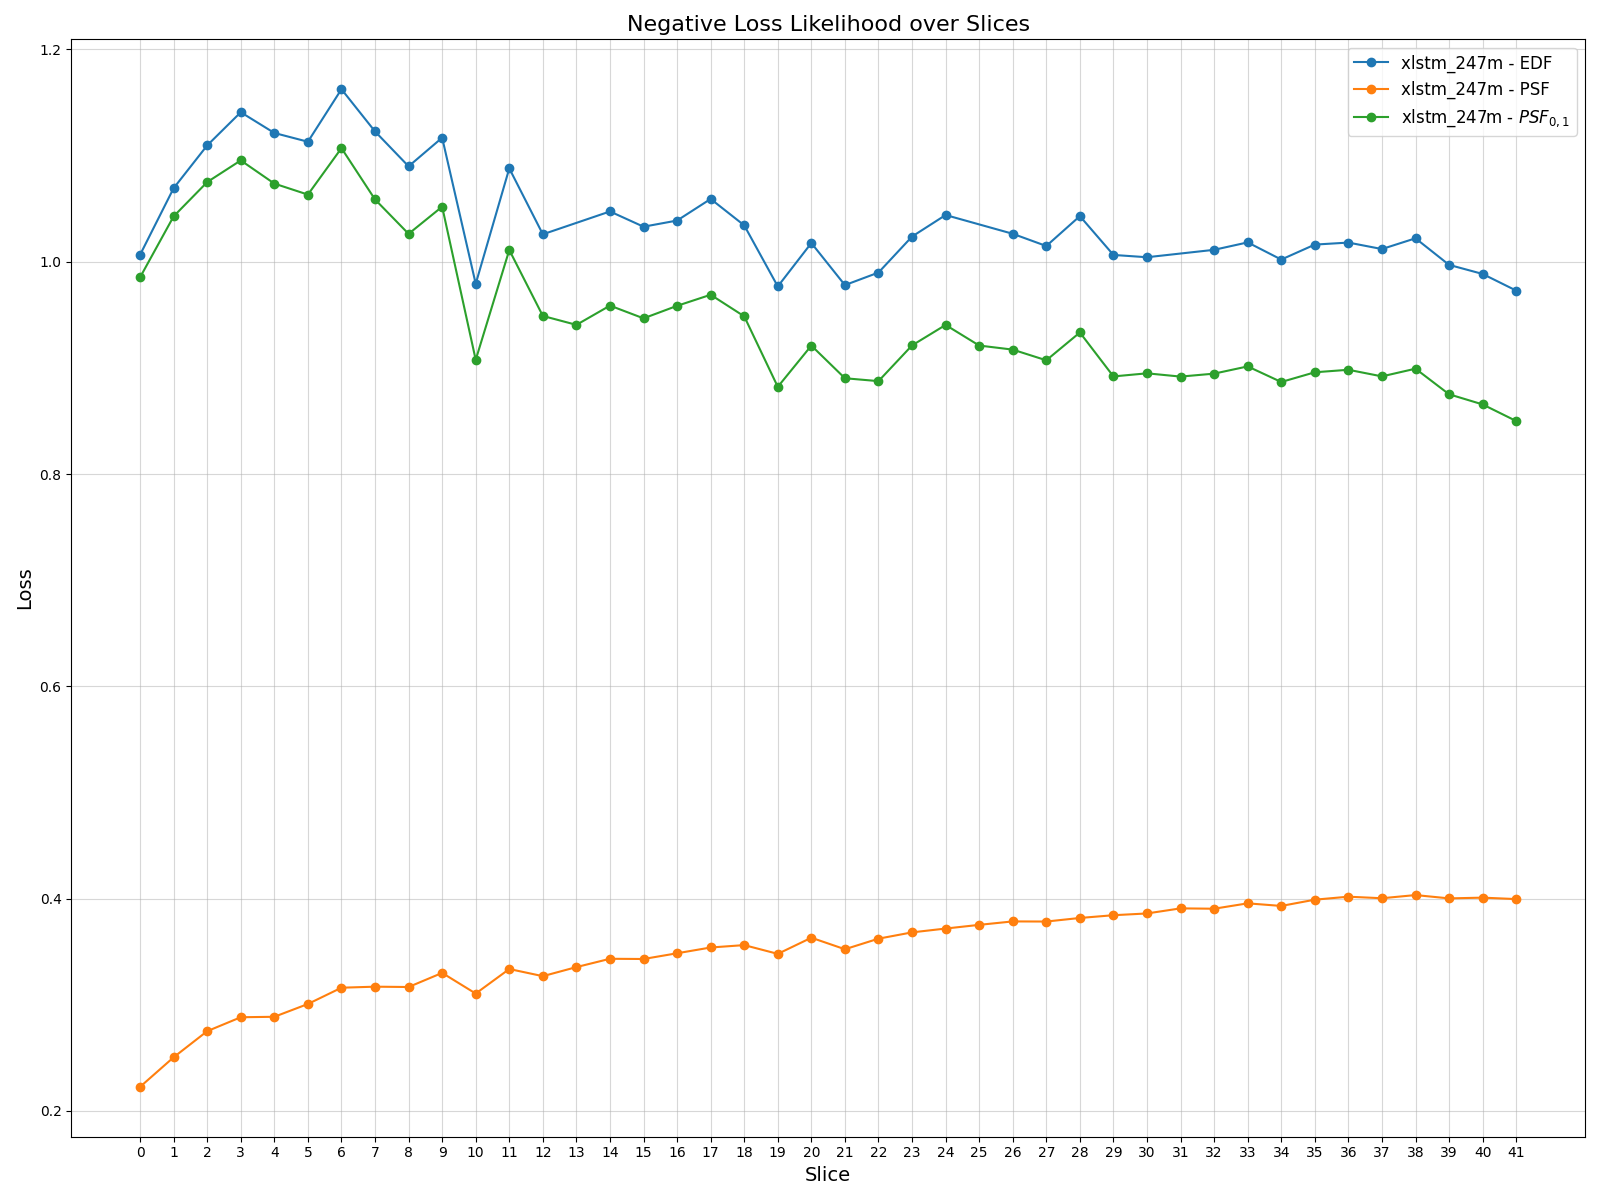 Negative Loss Likelihood over Slices
xlstm_247m - EDF
xlstm_247m - PSF
xlstm_247m - PSF0,1
1.2
1.0
0.8
0.6
0.4
0.2
Loss
0 1 2 3 4 5 6 7 8 9 10 11 12 13 14 15 16 17 18 19 20 21 22 23 24 25 26 27 28 29 30 31 32 33 34 35 36 37 38 39 40 41
Slice